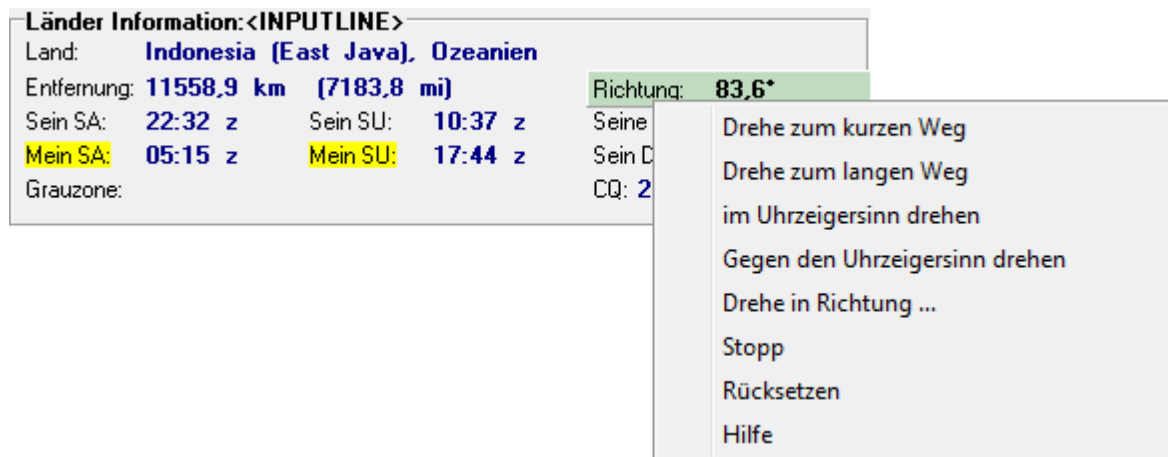 Länder Information:<INPUTLINE>
Land: Indonesia (East Java), Ozeanien
Entfernung: 11558,9 km (7183,8 mi) Richtung: 83,6°
Sein SA: 22:32 z Sein SU: 10:37 z Seine
Mein SA: 05:15 z Mein SU: 17:44 z Sein D
Grauzone: CQ: 2
Drehe zum kurzen Weg
Drehe zum langen Weg
im Uhrzeigersinn drehen
Gegen den Uhrzeigersinn drehen
Drehe in Richtung ...
Stopp
Rücksetzen
Hilfe